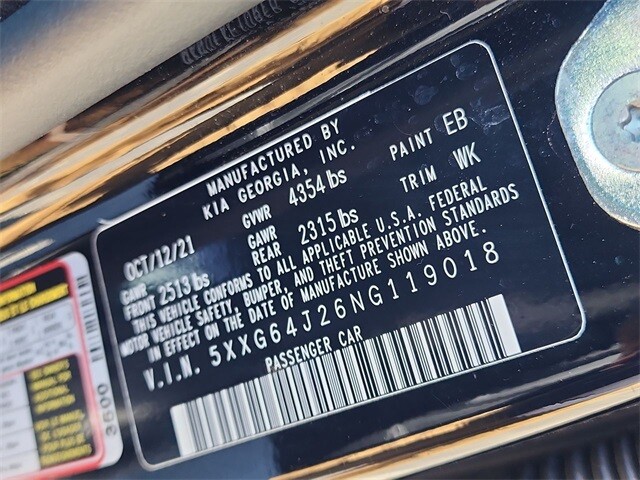 MANUFACTURED BY
KIA GEORGIA, INC.
OCT/12/21 GVWR 4354 lbs PAINT EB
GAWR FRONT 2513 lbs GAWR REAR 2315 lbs TRIM WK
THIS VEHICLE CONFORMS TO ALL APPLICABLE U.S.A. FEDERAL
MOTOR VEHICLE SAFETY, BUMPER, AND THEFT PREVENTION STANDARDS
IN EFFECT ON THE DATE OF MANUFACTURE SHOWN ABOVE.
V.I.N. 5XXG64J26NG119018
PASSENGER CAR
3500